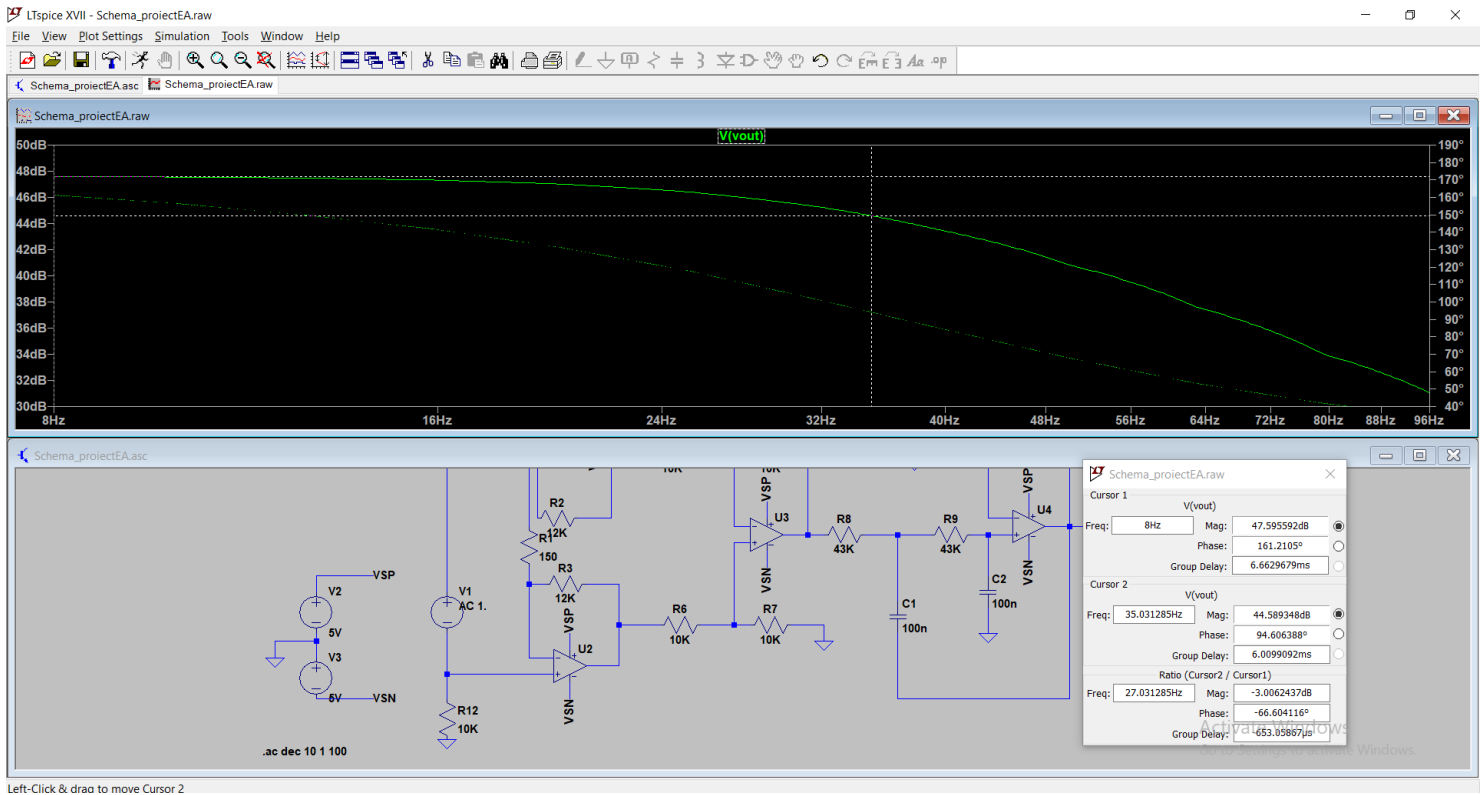 LTspice XVII - Schema_proiectEA.raw
File View Plot Settings Simulation Tools Window Help
Schema_proiectEA.asc Schema_proiectEA.raw
Schema_proiectEA.raw
V(vout)
50dB 190°
180°
48dB 170°
46dB 160°
44dB 150°
140°
42dB 130°
40dB 120°
110°
38dB 100°
36dB 90°
80°
34dB 70°
32dB 60°
50°
30dB 40°
8Hz 16Hz 24Hz 32Hz 40Hz 48Hz 56Hz 64Hz 72Hz 80Hz 88Hz 96Hz
Schema_proiectEA.asc
V2
5V
V3
5V
VSP
VSN
.ac dec 10 1 100
V1
AC 1.
R12
10K
R2
12K
R1
150
R3
12K
VSP
U2
VSN
R6
10K
R7
10K
VSP
U3
VSN
R8
43K
R9
43K
C1
100n
C2
100n
VSP
U4
VSN
Schema_proiectEA.raw
Cursor 1
V(vout)
Freq: 8Hz Mag: 47.595592dB
Phase: 161.2105°
Group Delay: 6.6629679ms
Cursor 2
V(vout)
Freq: 35.031285Hz Mag: 44.589348dB
Phase: 94.606388°
Group Delay: 6.0099092ms
Ratio (Cursor2 / Cursor1)
Freq: 27.031285Hz Mag: -3.0062437dB
Phase: -66.604116°
Group Delay: -653.05867µs
Activate Windows
Go to Settings to activate Windows.
Left-Click & drag to move Cursor 2